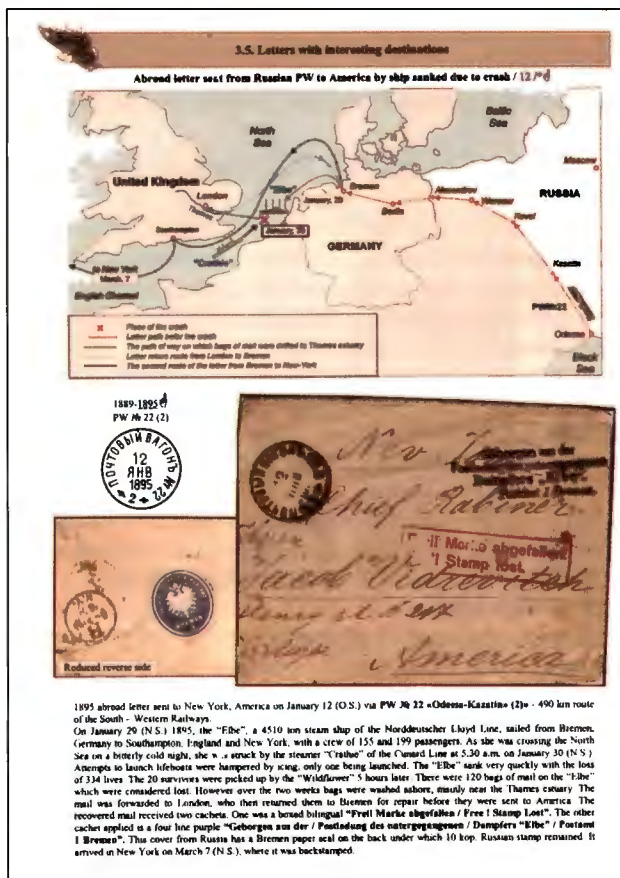 3.5. Letters with interesting destinations
Abroad letter sent from Russian PW to America by ship sanked due to crash / 12
North
Sea
Baltic
Sea
Moscow
United Kingdom
London
Bremen
"Elbe"
January, 29
Berlin
Alexandrowo
Warsaw
RUSSIA
Southampton
January, 30
Kovel
"Crathie"
GERMANY
to New York
March, 7
English Channel
Kazatin
PW№22
Odessa
Black
Sea
Place of the crash
Letter path befor the crash
The path of way on which bags of mail were drifted to Thames estuary
Letter return route from London to Bremen
The second route of the letter from Bremen to New-York
1889-1895
PW № 22 (2)
ПОЧТОВЫЙ ВАГОНЪ № 22
12
ЯНВ
1895
2
New
Chief Rabiner
Marke abgefallen
Stamp lost.
Jacob
America
Reduced reverse side
1895 abroad letter sent to New York, America on January 12 (O.S.) via PW № 22 «Odessa-Kazatin» (2) - 490 km route
of the South - Western Railways.
On January 29 (N.S.) 1895, the "Elbe", a 4510 ton steam ship of the Norddeutscher Lloyd Line, sailed from Bremen,
Germany to Southampton, England and New York, with a crew of 155 and 199 passengers. As she was crossing the North
Sea on a bitterly cold night, she was struck by the steamer "Crathie" of the Cunard Line at 5.30 a.m. on January 30 (N.S.)
Attempts to launch lifeboats were hampered by icing, only one being launched. The "Elbe" sank very quickly with the loss
of 334 lives. The 20 survivors were picked up by the "Wildflower" 5 hours later. There were 120 bags of mail on the "Elbe"
which were considered lost. However over the two weeks bags were washed ashore, mainly near the Thames estuary. The
mail was forwarded to London, who then returned them to Bremen for repair before they were sent to America. The
recovered mail received two cachets. One was a boxed bilingual "Freil Marke abgefallen / Free ! Stamp Lost". The other
cachet applied is a four line purple "Geborgen aus der / Postladung des untergegangenen / Dampfers "Elbe" / Postamt
1 Bremen". This cover from Russia has a Bremen paper seal on the back under which 10 kop. Russian stamp remained. It
arrived in New York on March 7 (N.S.), where it was backstamped.